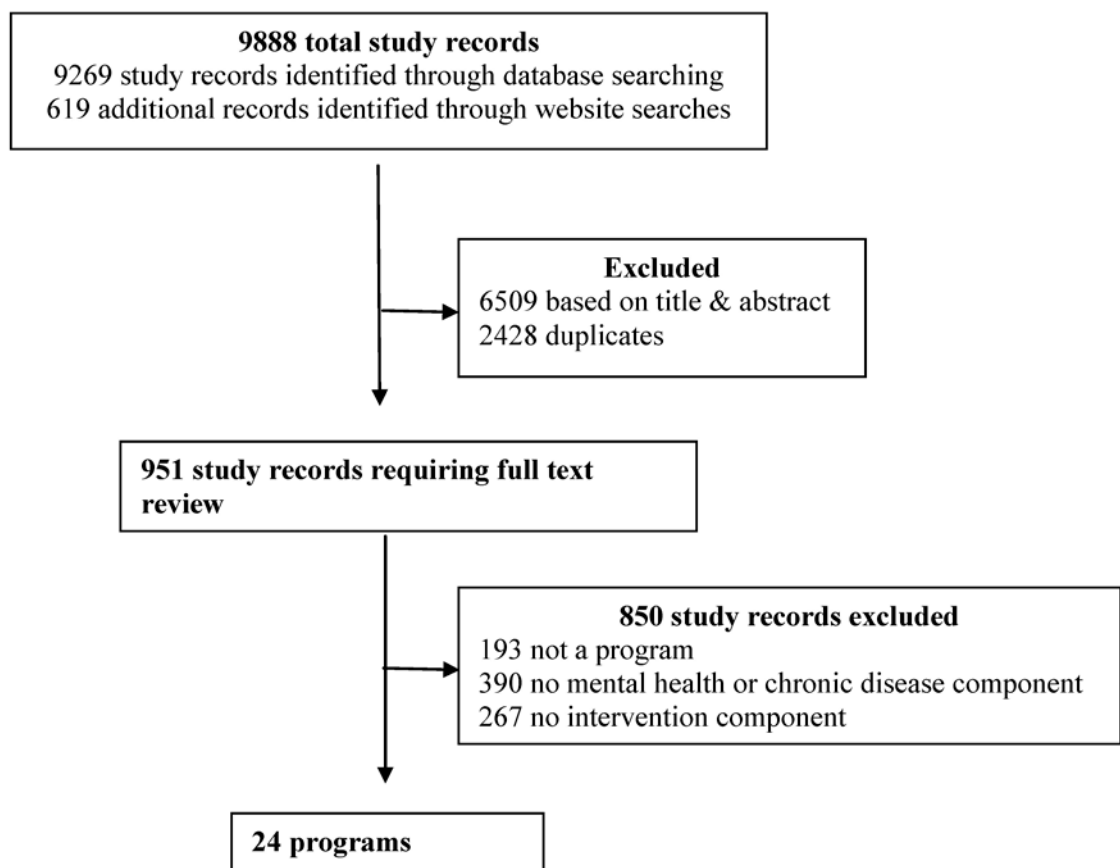 9888 total study records
9269 study records identified through database searching
619 additional records identified through website searches
Excluded
6509 based on title & abstract
2428 duplicates
951 study records requiring full text
review
850 study records excluded
193 not a program
390 no mental health or chronic disease component
267 no intervention component
24 programs